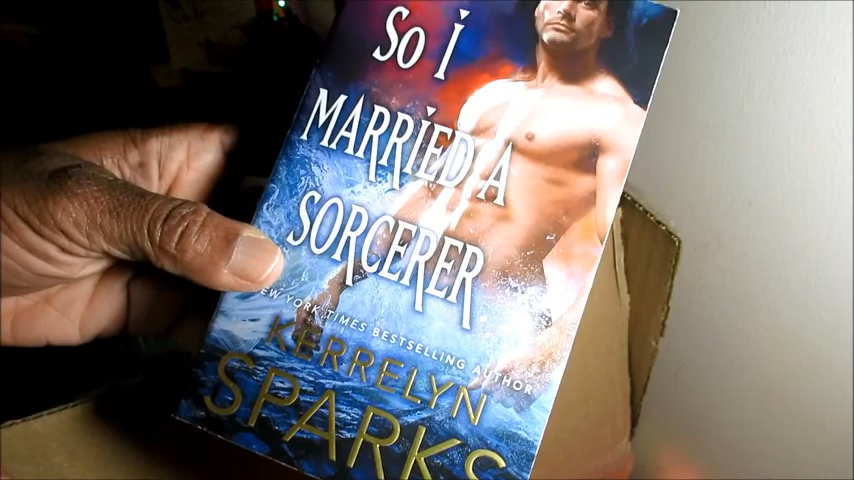 So I
MARRIED A
SORCERER
NEW YORK TIMES BESTSELLING AUTHOR
KERRELYN
SPARKS